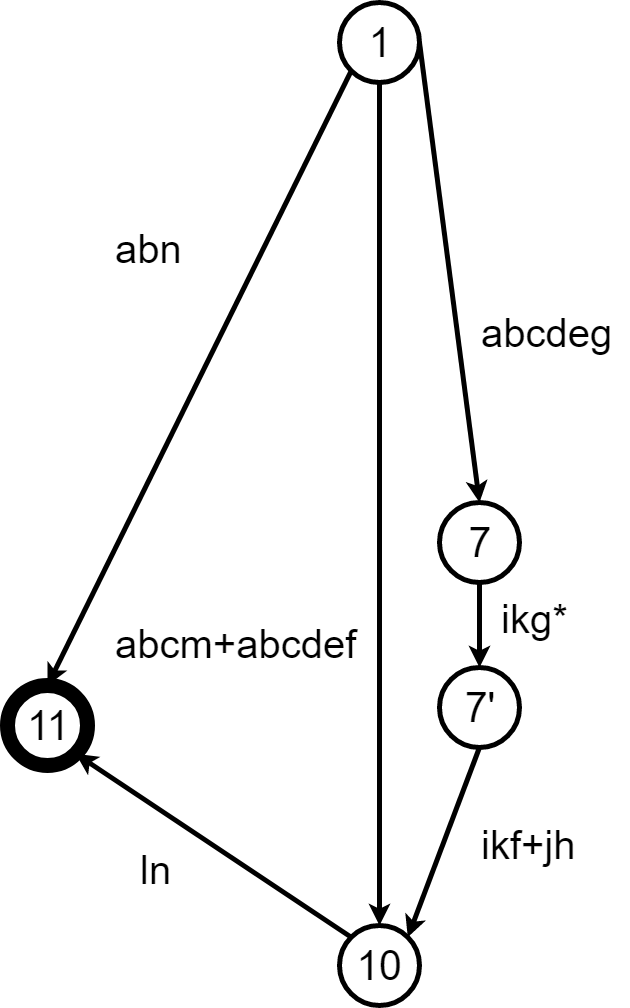 1
abn
abcdeg
7
ikg*
abcm+abcdef
7'
11
ikf+jh
ln
10